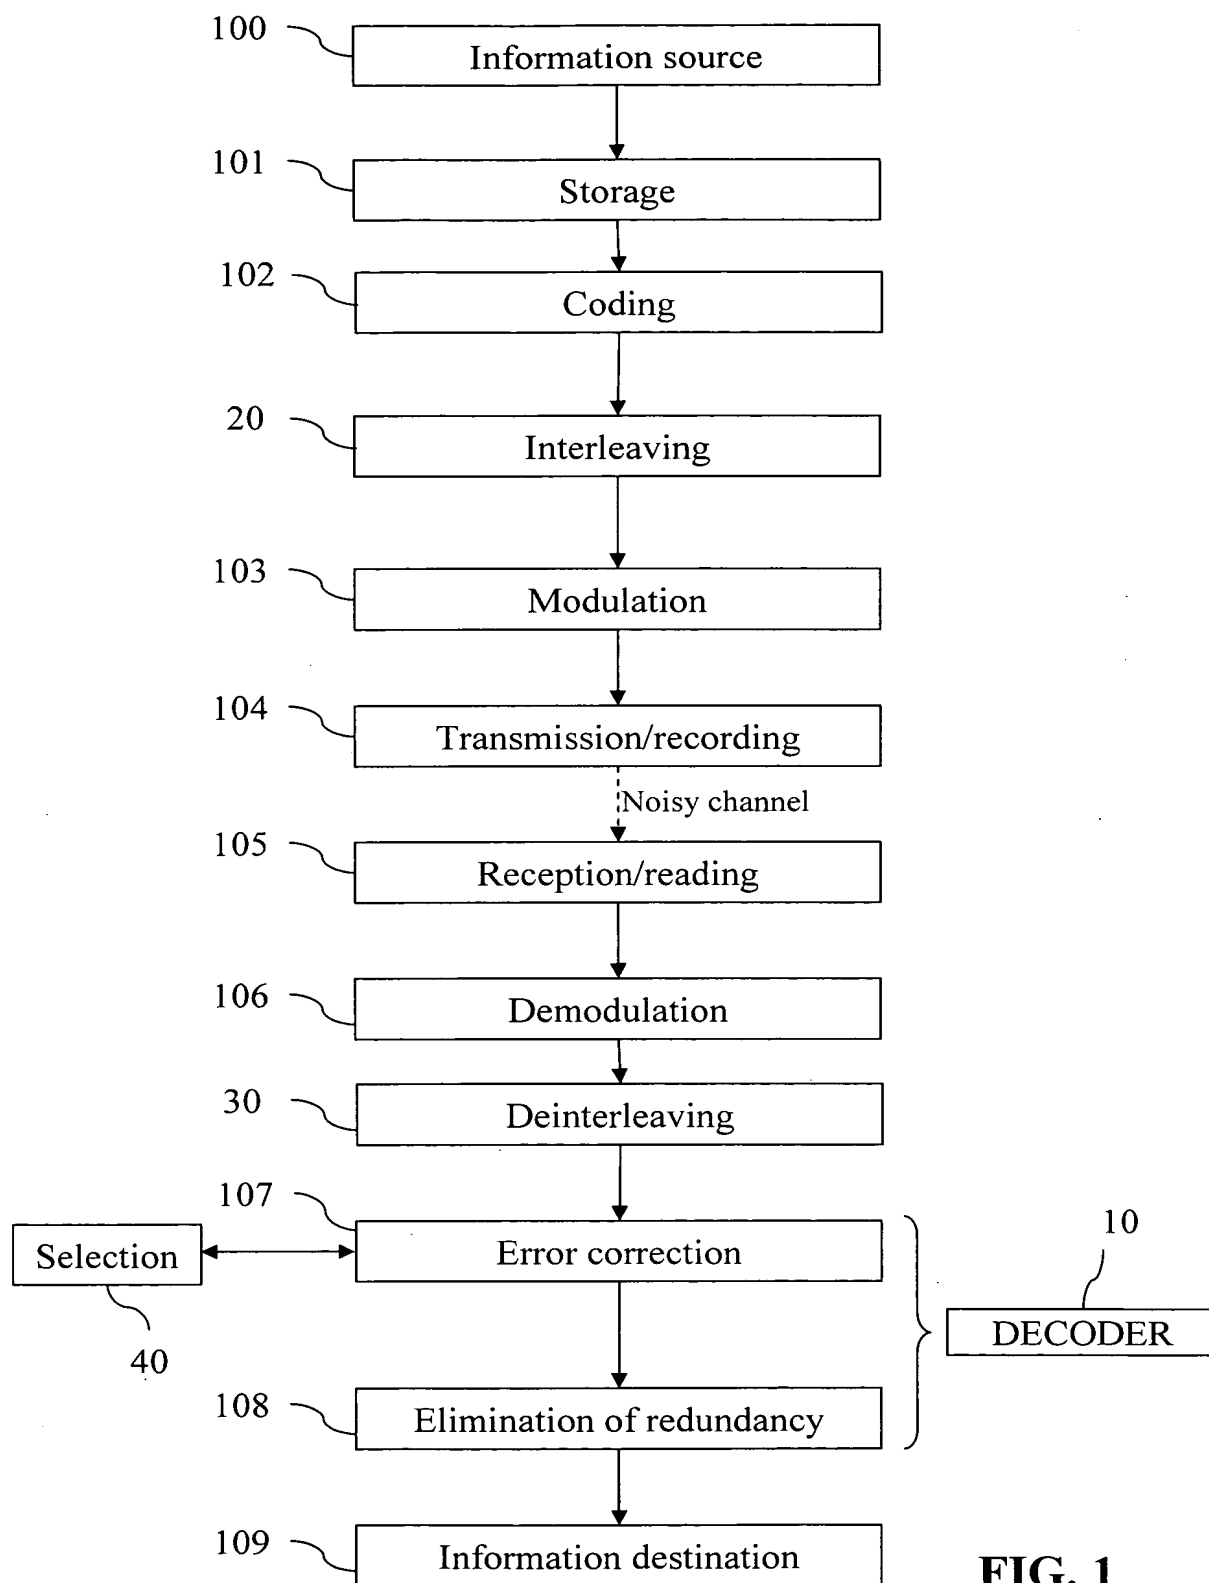 100
Information source
101
Storage
102
Coding
20
Interleaving
103
Modulation
104
Transmission/recording
Noisy channel
105
Reception/reading
106
Demodulation
30
Deinterleaving
107
Error correction
Selection
40
10
DECODER
108
Elimination of redundancy
109
Information destination
FIG. 1